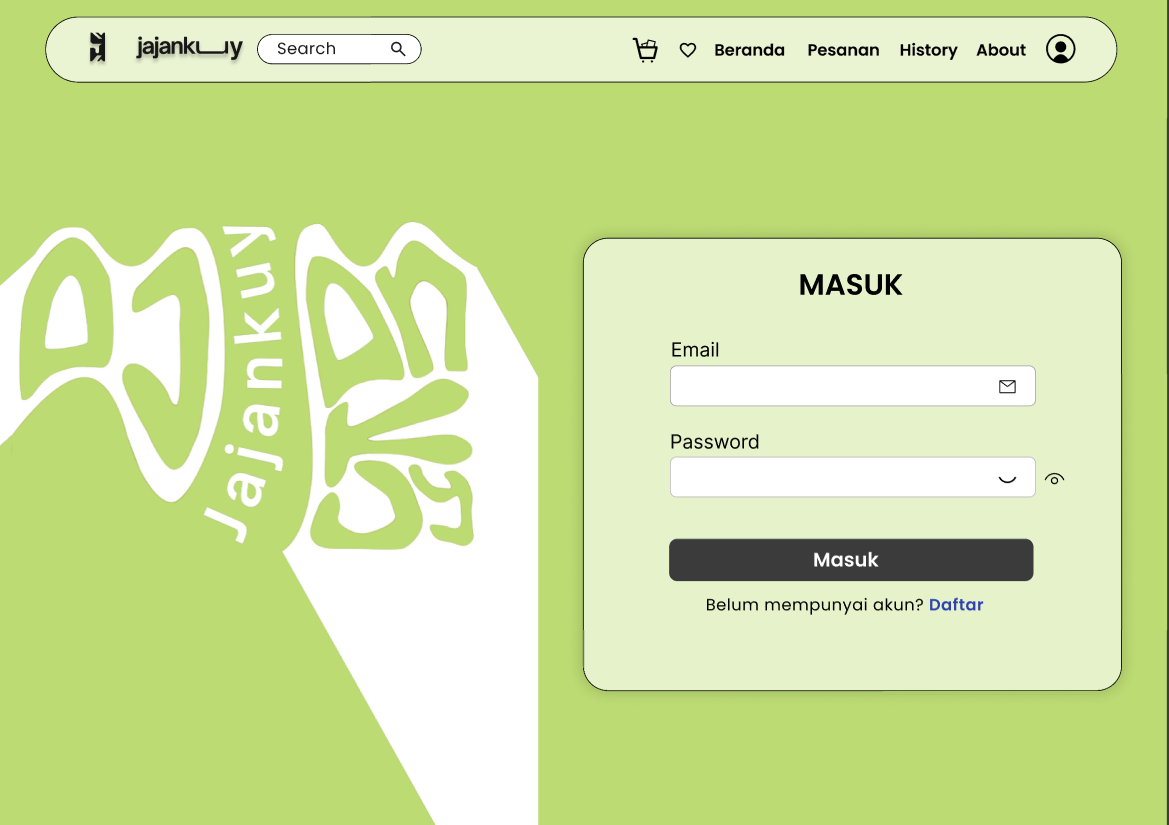 jajankuy
Search
Beranda
Pesanan
History
About
Jajankuy
MASUK
Email
Password
Masuk
Belum mempunyai akun? Daftar